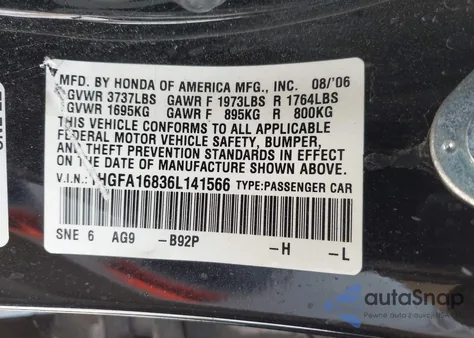 MFD. BY HONDA OF AMERICA MFG., INC. 08/'06
GVWR 3737LBS GAWR F 1973LBS R 1764LBS
GVWR 1695KG GAWR F 895KG R 800KG
THIS VEHICLE CONFORMS TO ALL APPLICABLE
FEDERAL MOTOR VEHICLE SAFETY, BUMPER,
AND THEFT PREVENTION STANDARDS IN EFFECT
ON THE DATE OF MANUFACTURE SHOWN ABOVE.
V.I.N.: 1HGFA16836L141566 TYPE:PASSENGER CAR
SNE 6 AG9 -B92P -H -L
autoSnap